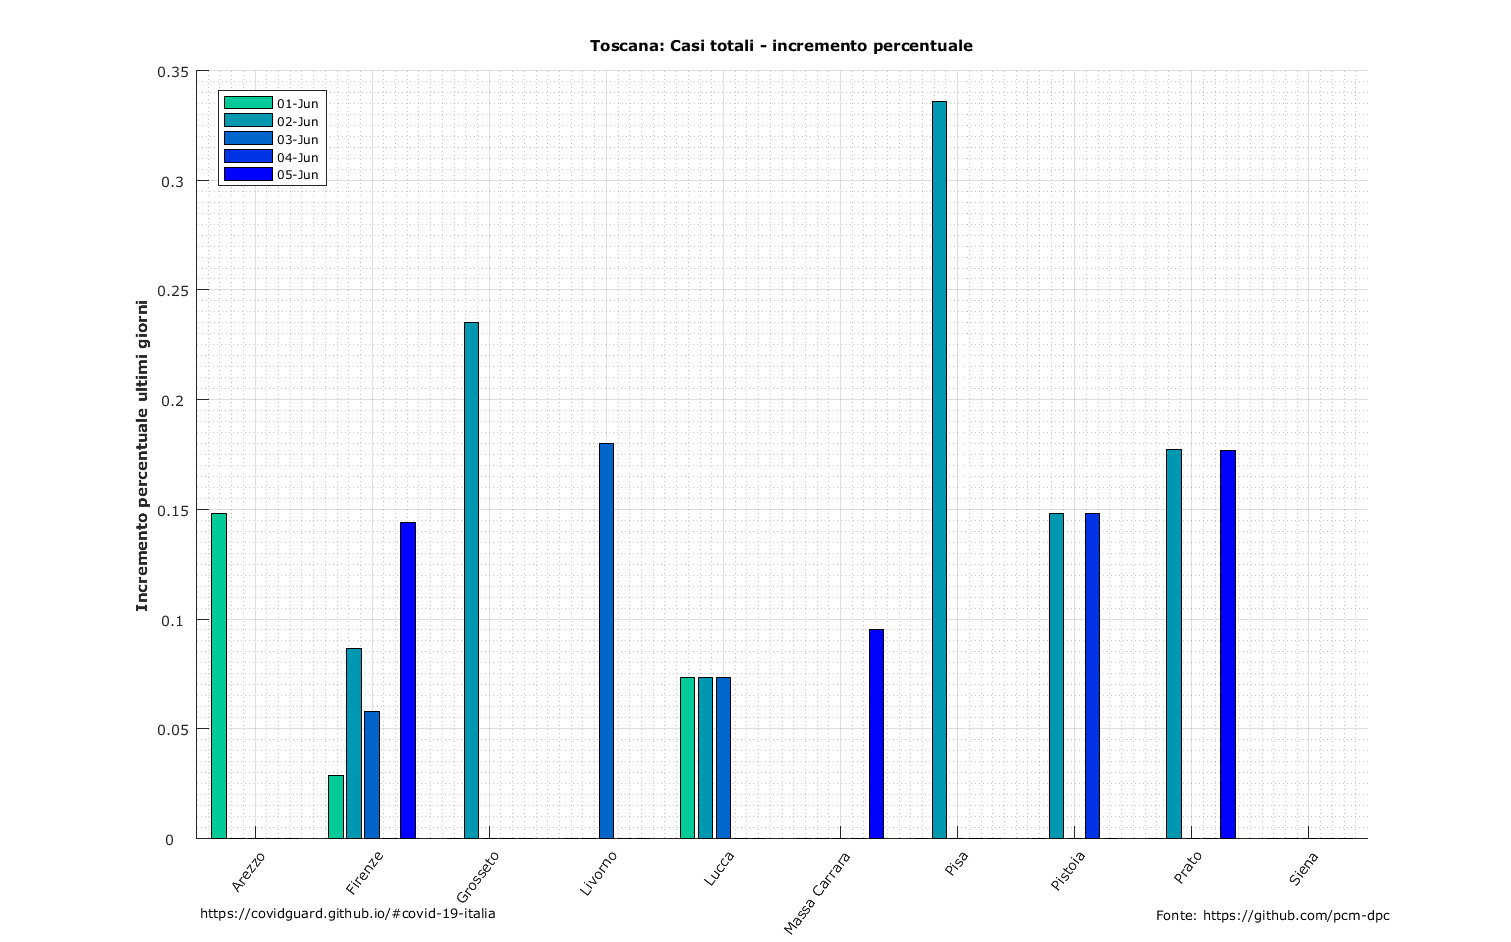 Toscana: Casi totali - incremento percentuale
Incremento percentuale ultimi giorni
0.35
0.3
0.25
0.2
0.15
0.1
0.05
0
01-Jun
02-Jun
03-Jun
04-Jun
05-Jun
Arezzo
Firenze
Grosseto
Livorno
Lucca
Massa Carrara
Pisa
Pistoia
Prato
Siena
https://covidguard.github.io/#covid-19-italia
Fonte: https://github.com/pcm-dpc